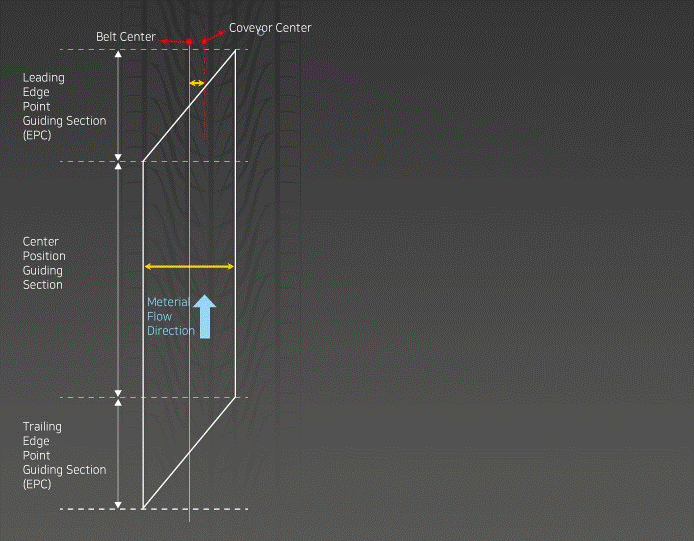 Belt Center
Coveyor Center
Leading
Edge
Point
Guiding Section
(EPC)
Center
Position
Guiding
Section
Meterial
Flow
Direction
Trailing
Edge
Point
Guiding Section
(EPC)